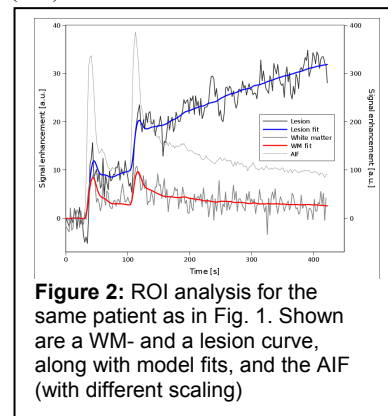 40
30
20
10
0
Signal enhancement [a.u.]
400
300
200
100
0
Signal enhancement [a.u.]
Lesion
Lesion fit
White matter
WM fit
AIF
0 100 200 300 400
Time [s]
Figure 2: ROI analysis for the
same patient as in Fig. 1. Shown
are a WM- and a lesion curve,
along with model fits, and the AIF
(with different scaling)